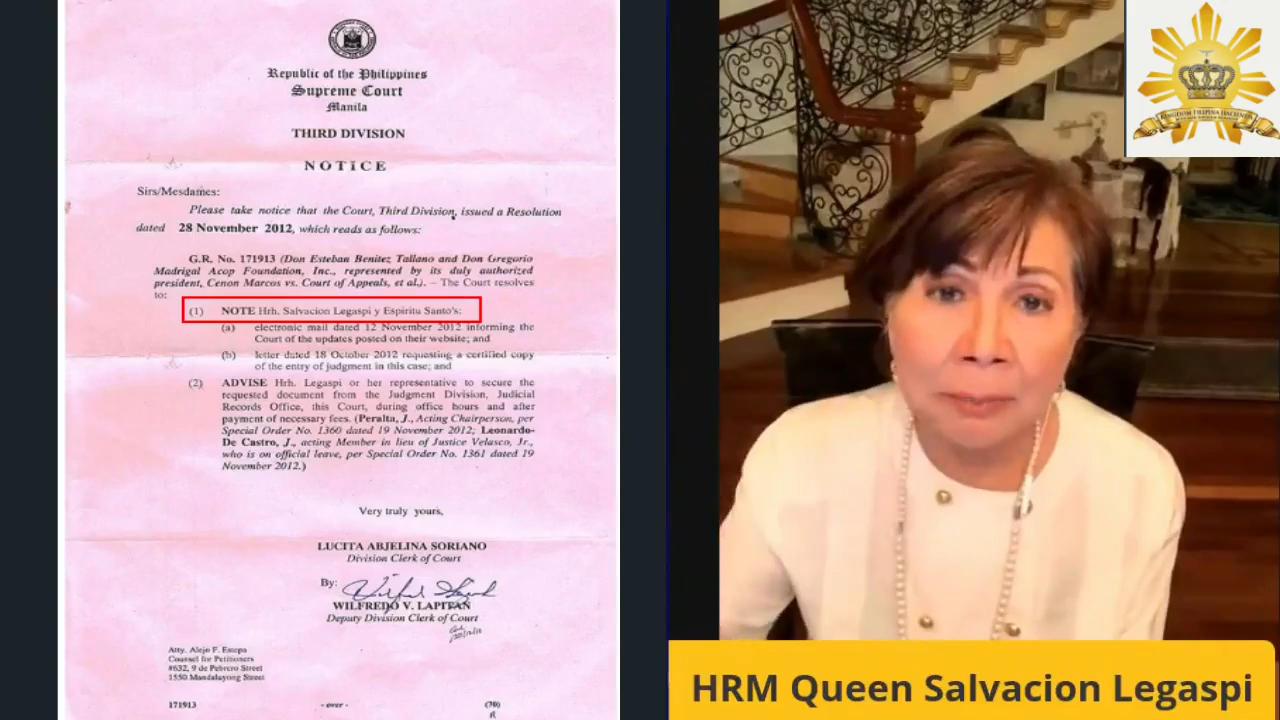 Republic of the Philippines
Supreme Court
Manila
THIRD DIVISION
NOTICE
Sirs/Mesdames:
Please take notice that the Court, Third Division, issued a Resolution
dated 28 November 2012, which reads as follows:
G.R. No. 171913 (Don Esteban Benitez Tallano and Don Gregorio
Madrigal Acop Foundation, Inc., represented by its duly authorized
president, Cenon Marcos vs. Court of Appeals, et al.). – The Court resolves
to:
(1) NOTE Hrh. Salvacion Legaspi y Espiritu Santo's:
(a) electronic mail dated 12 November 2012 informing the
Court of the updates posted on their website; and
(b) letter dated 18 October 2012 requesting a certified copy
of the entry of judgment in this case; and
(2) ADVISE Hrh. Legaspi or her representative to secure the
requested document from the Judgment Division, Judicial
Records Office, this Court, during office hours and after
payment of necessary fees. (Peralta, J., Acting Chairperson, per
Special Order No. 1360 dated 19 November 2012; Leonardo-
De Castro, J., acting Member in lieu of Justice Velasco, Jr.,
who is on official leave, per Special Order No. 1361 dated 19
November 2012.)
Very truly yours,
LUCITA ABJELINA SORIANO
Division Clerk of Court
By:
WILFREDO V. LAPITAN
Deputy Division Clerk of Court
Atty. Alejo F. Estepa
Counsel for Petitioners
#632, 9 de Pebrero Street
1550 Mandaluyong Street
171913 - over - (70)
KINGDOM FILIPINA HACIENDA
HRM Queen Salvacion Legaspi